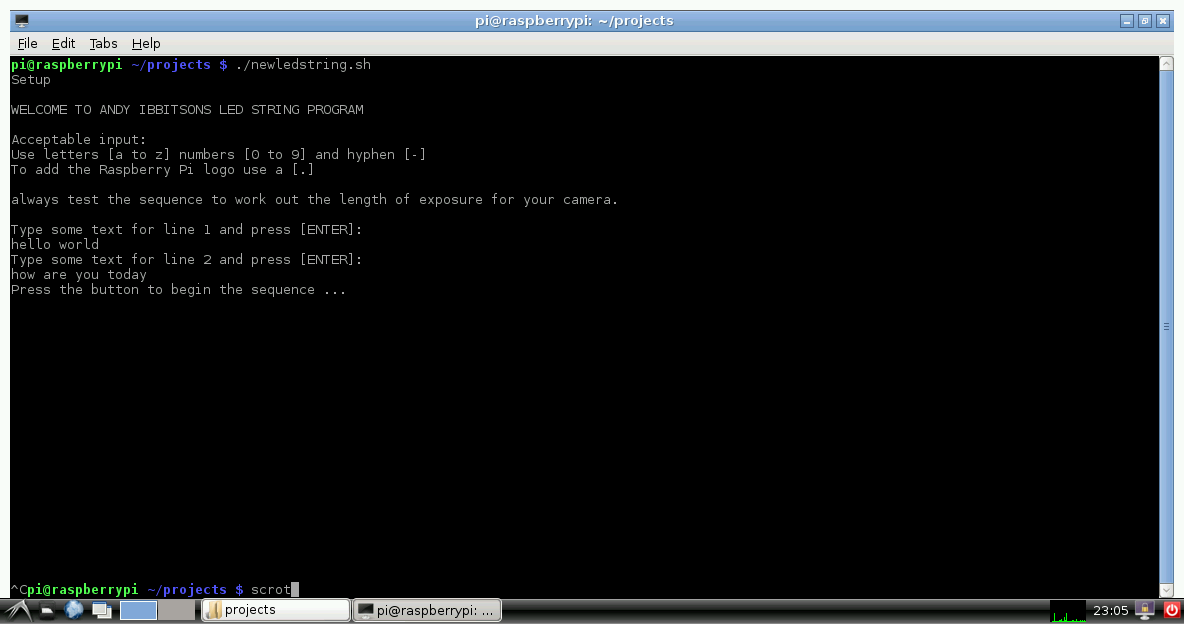 pi@raspberrypi: ~/projects
File Edit Tabs Help
pi@raspberrypi ~/projects $ ./newledstring.sh
Setup
WELCOME TO ANDY IBBITSONS LED STRING PROGRAM
Acceptable input:
Use letters [a to z] numbers [0 to 9] and hyphen [-]
To add the Raspberry Pi logo use a [.]
always test the sequence to work out the length of exposure for your camera.
Type some text for line 1 and press [ENTER]:
hello world
Type some text for line 2 and press [ENTER]:
how are you today
Press the button to begin the sequence ...
^Cpi@raspberrypi ~/projects $ scrot
projects pi@raspberrypi: ... 23:05